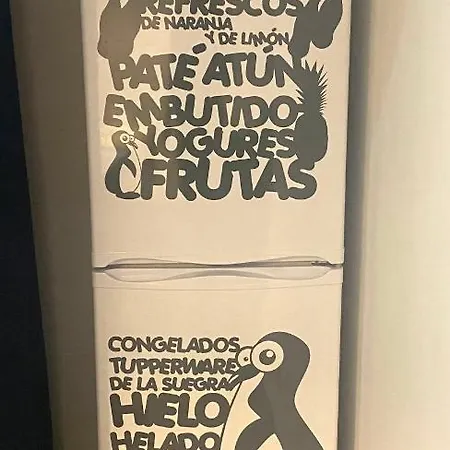 REFRESCOS
DE NARANJA
Y DE LIMÓN
PATÉ ATÚN
EMBUTIDO
YOGURES
FRUTAS
CONGELADOS
TUPPERWARE
DE LA SUEGRA
HIELO
HELADO